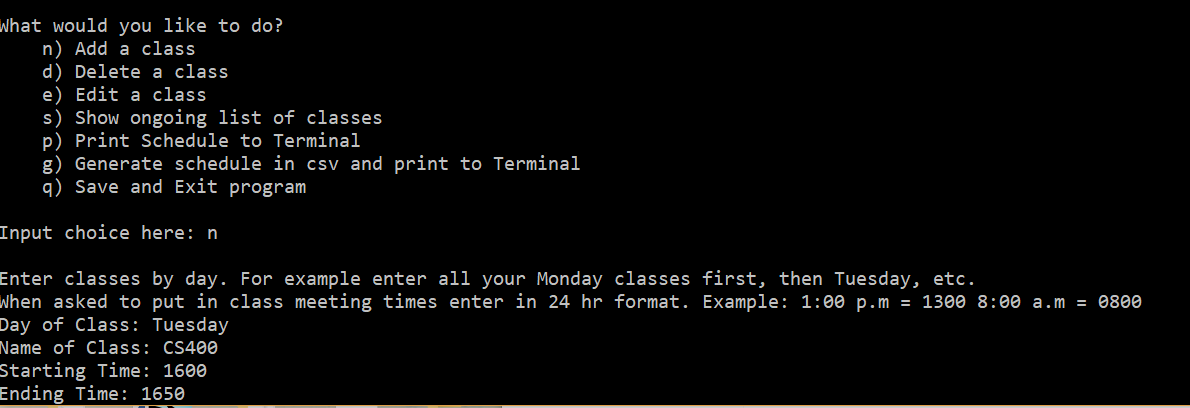 What would you like to do?
n) Add a class
d) Delete a class
e) Edit a class
s) Show ongoing list of classes
p) Print Schedule to Terminal
g) Generate schedule in csv and print to Terminal
q) Save and Exit program
Input choice here: n
Enter classes by day. For example enter all your Monday classes first, then Tuesday, etc.
When asked to put in class meeting times enter in 24 hr format. Example: 1:00 p.m = 1300 8:00 a.m = 0800
Day of Class: Tuesday
Name of Class: CS400
Starting Time: 1600
Ending Time: 1650